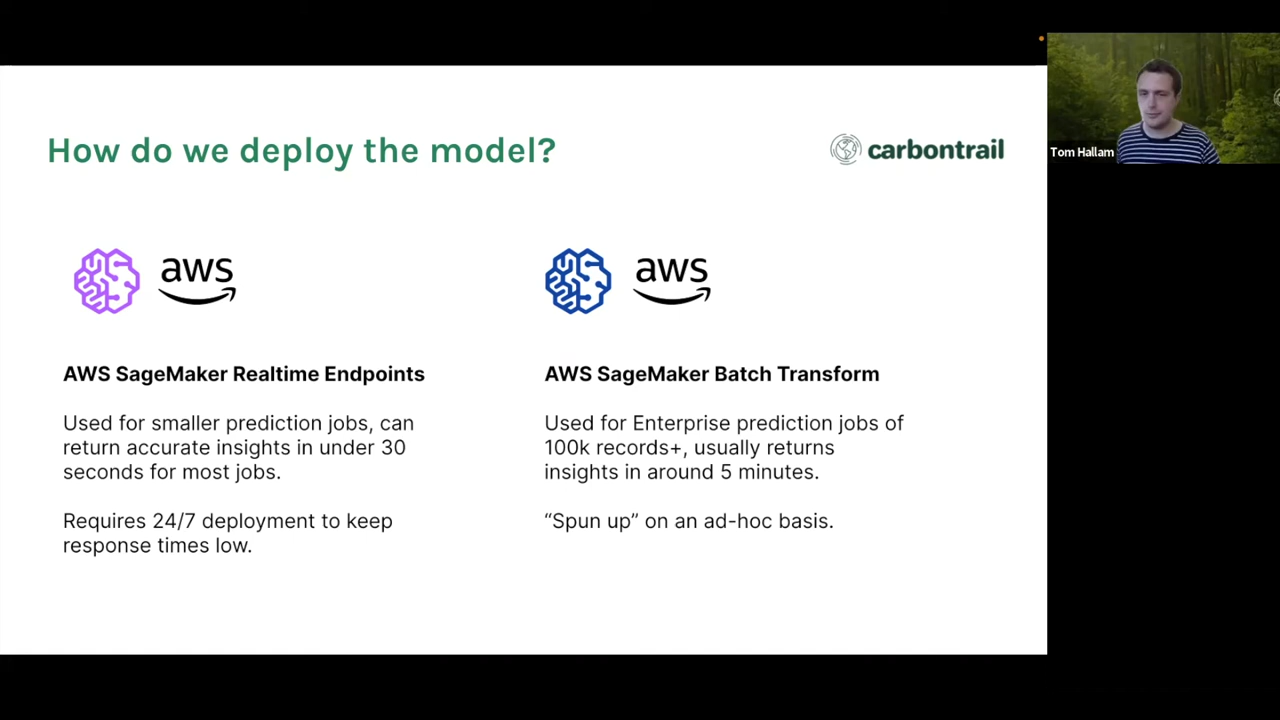 How do we deploy the model?
carbontrail
Tom Hallam
aws
aws
AWS SageMaker Realtime Endpoints
Used for smaller prediction jobs, can
return accurate insights in under 30
seconds for most jobs.
Requires 24/7 deployment to keep
response times low.
AWS SageMaker Batch Transform
Used for Enterprise prediction jobs of
100k records+, usually returns
insights in around 5 minutes.
“Spun up” on an ad-hoc basis.